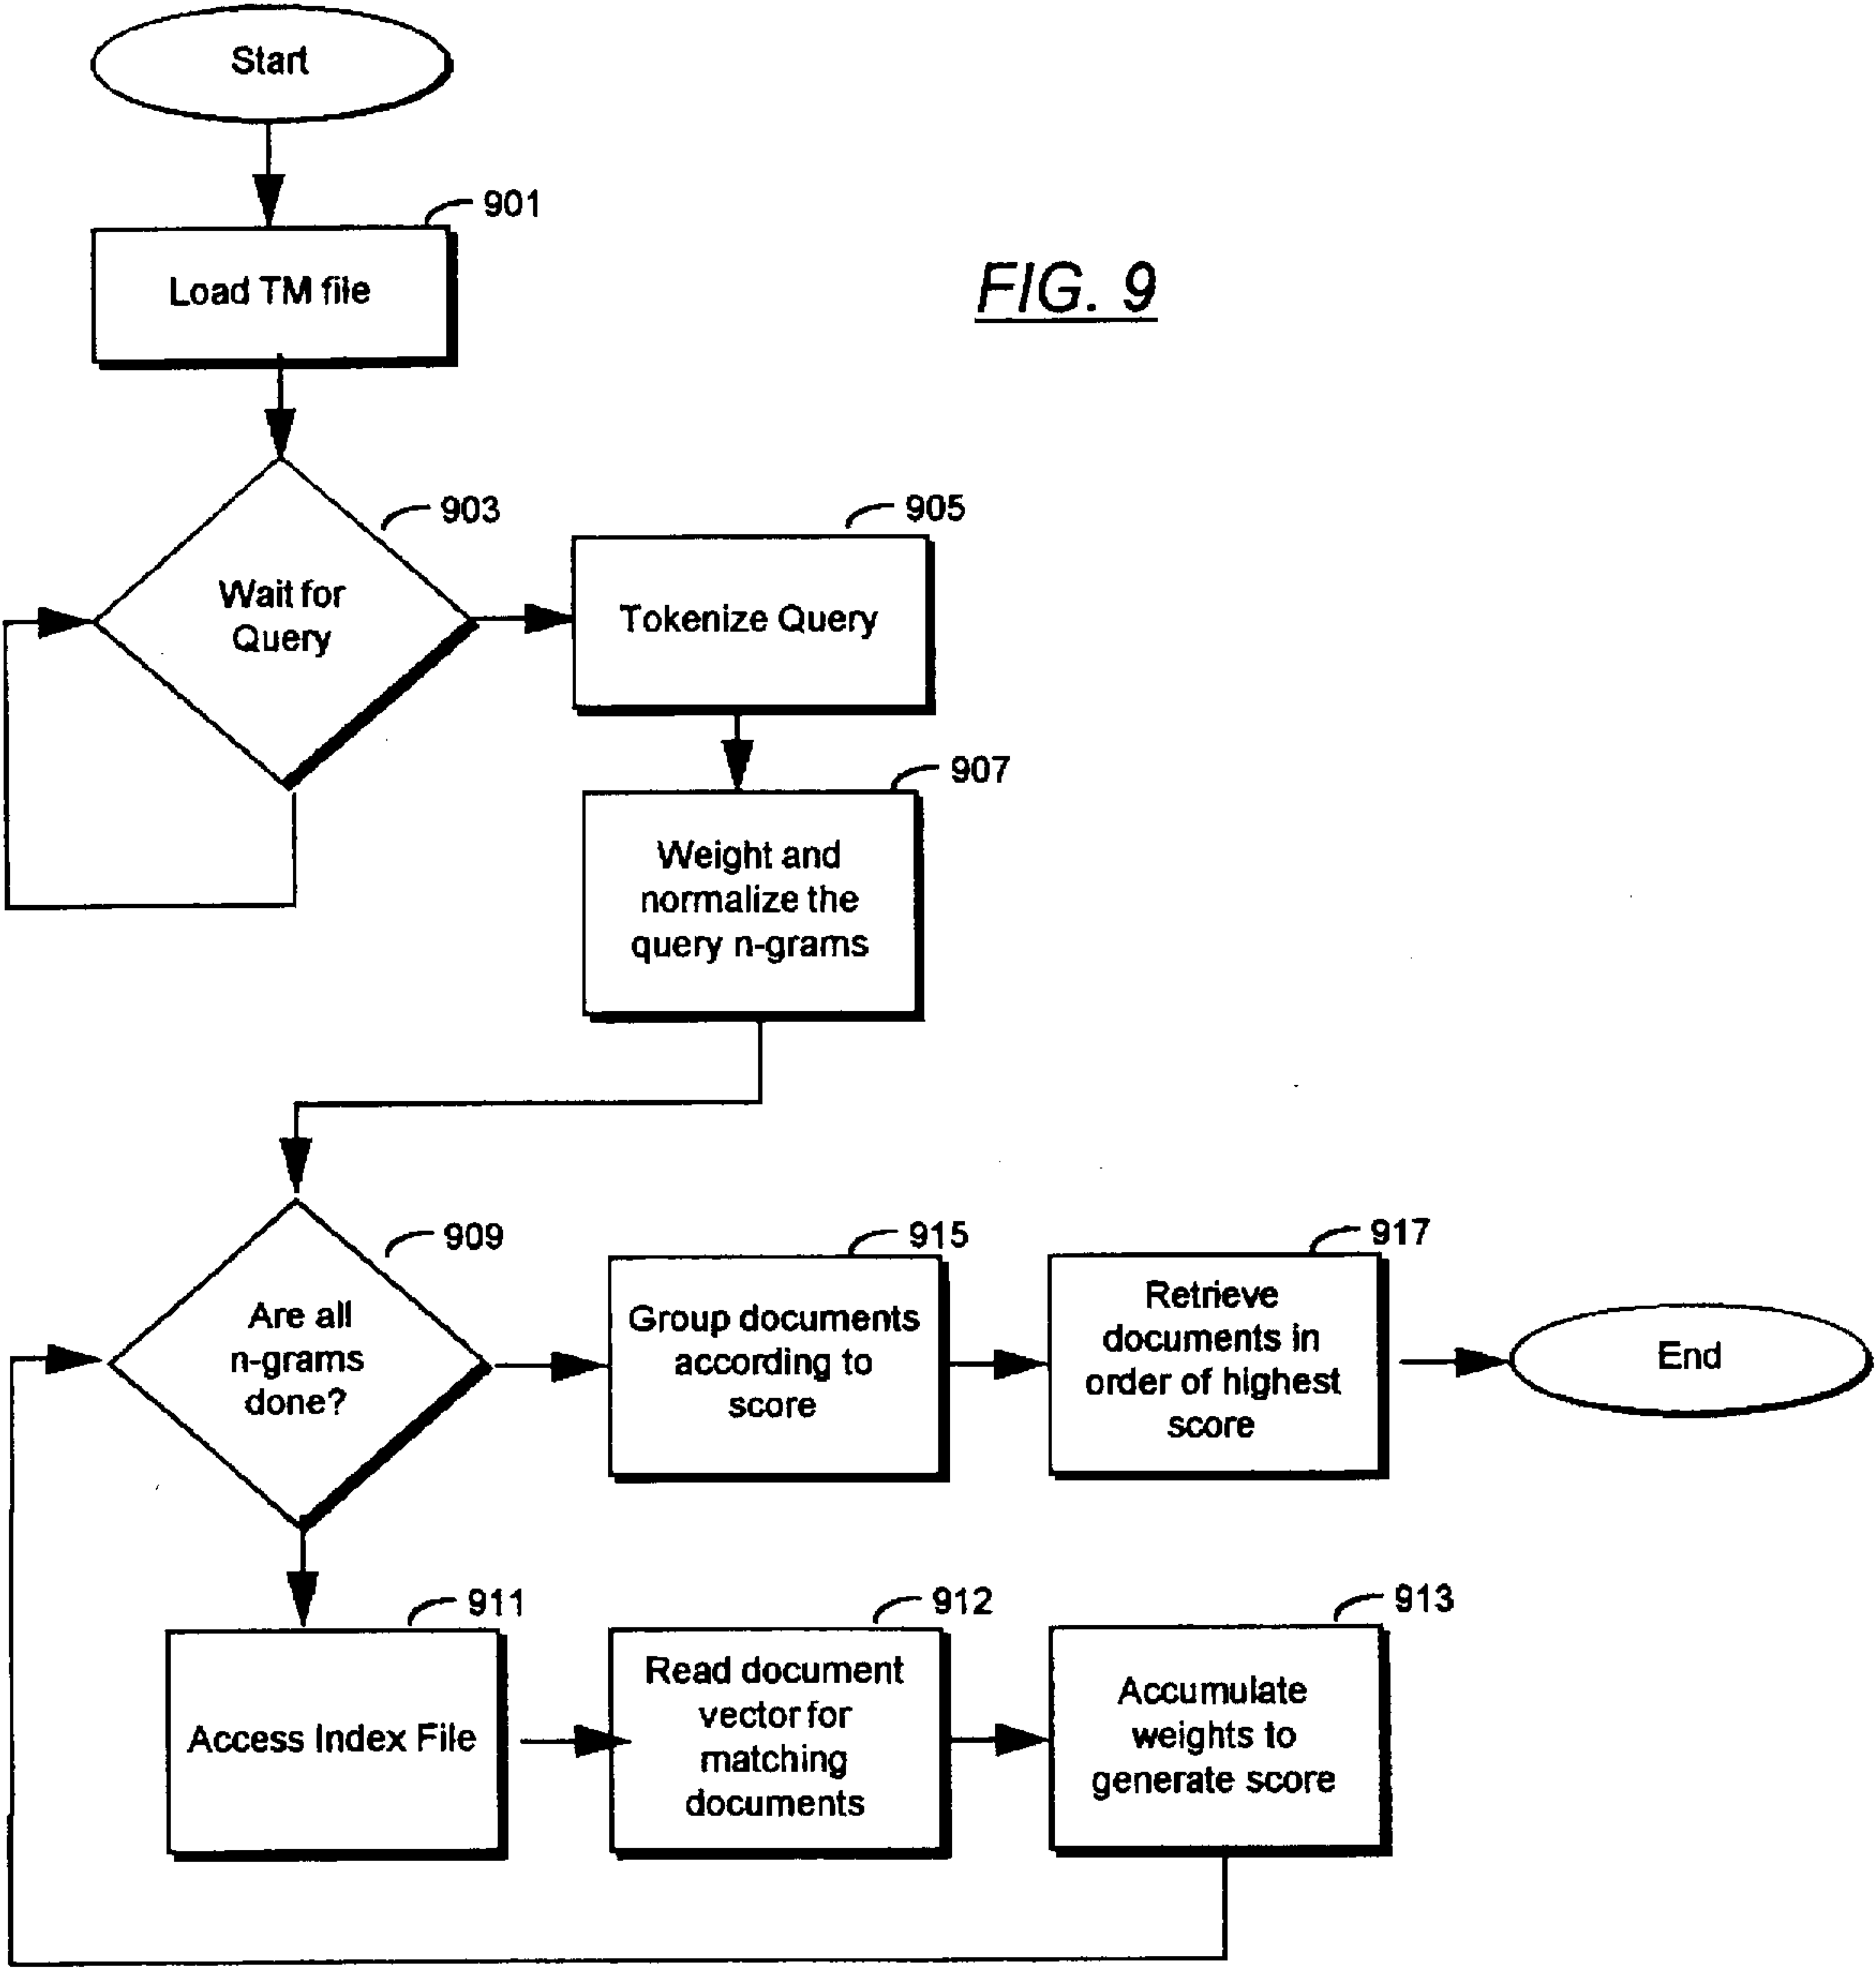 Start
901
Load TM file
FIG. 9
903
Wait for
Query
905
Tokenize Query
907
Weight and
normalize the
query n-grams
909
Are all
n-grams
done?
915
Group documents
according to
score
917
Retrieve
documents in
order of highest
score
End
911
Access Index File
912
Read document
vector for
matching
documents
913
Accumulate
weights to
generate score